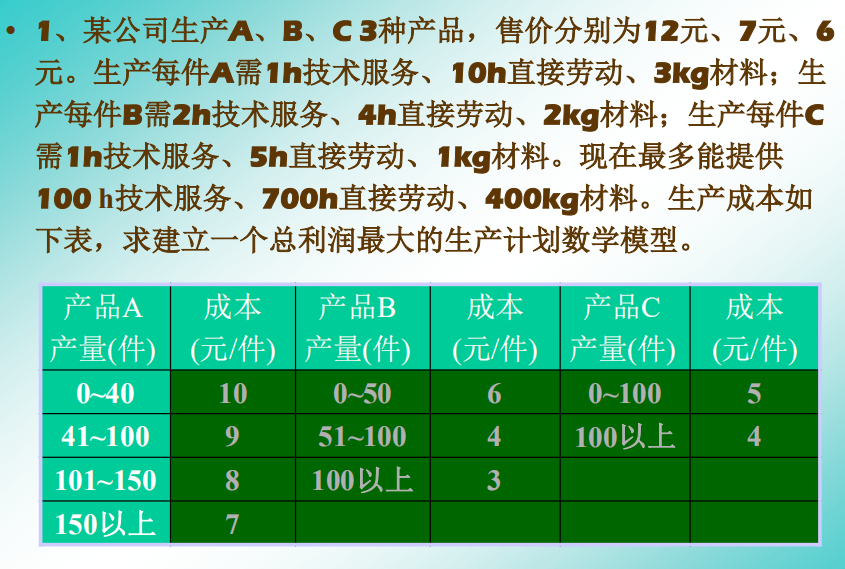 • 1、某公司生产A、B、C 3种产品，售价分别为12元、7元、6
元。生产每件A需1h技术服务、10h直接劳动、3kg材料；生
产每件B需2h技术服务、4h直接劳动、2kg材料；生产每件C
需1h技术服务、5h直接劳动、1kg材料。现在最多能提供
100 h技术服务、700h直接劳动、400kg材料。生产成本如
下表，求建立一个总利润最大的生产计划数学模型。
产品A 成本 产品B 成本 产品C 成本
产量(件) (元/件) 产量(件) (元/件) 产量(件) (元/件)
0~40 10 0~50 6 0~100 5
41~100 9 51~100 4 100以上 4
101~150 8 100以上 3
150以上 7